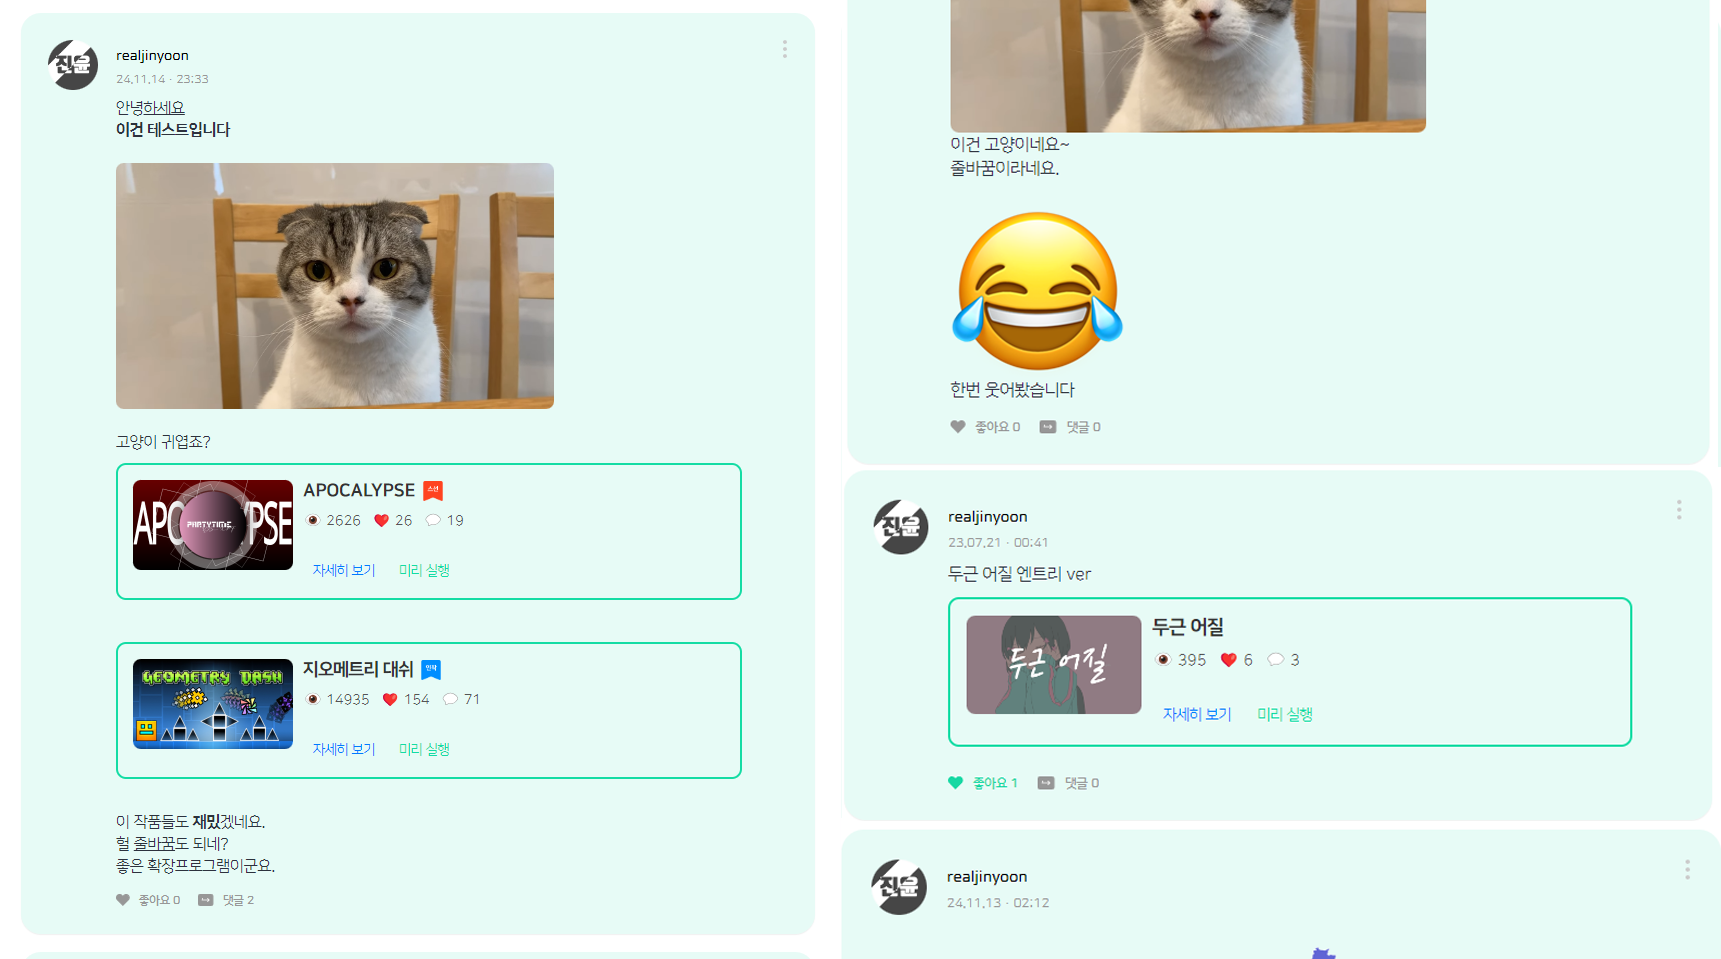 진윤
realjinyoon
24.11.14 · 23:33
안녕하세요
이건 테스트입니다
고양이 귀엽죠?
APOCALYPSE
PARTYTIME
APOCALYPSE 스선
2626 26 19
자세히 보기 미리 실행
GEOMETRY DASH
지오메트리 대쉬 인작
14935 154 71
자세히 보기 미리 실행
이 작품들도 재밌겠네요.
헐 줄바꿈도 되네?
좋은 확장프로그램이군요.
좋아요 0 댓글 2
이건 고양이네요~
줄바꿈이라네요.
한번 웃어봤습니다
좋아요 0 댓글 0
진윤
realjinyoon
23.07.21 · 00:41
두근 어질 엔트리 ver
두근 어질
두근 어질
395 6 3
자세히 보기 미리 실행
좋아요 1 댓글 0
진윤
realjinyoon
24.11.13 · 02:12